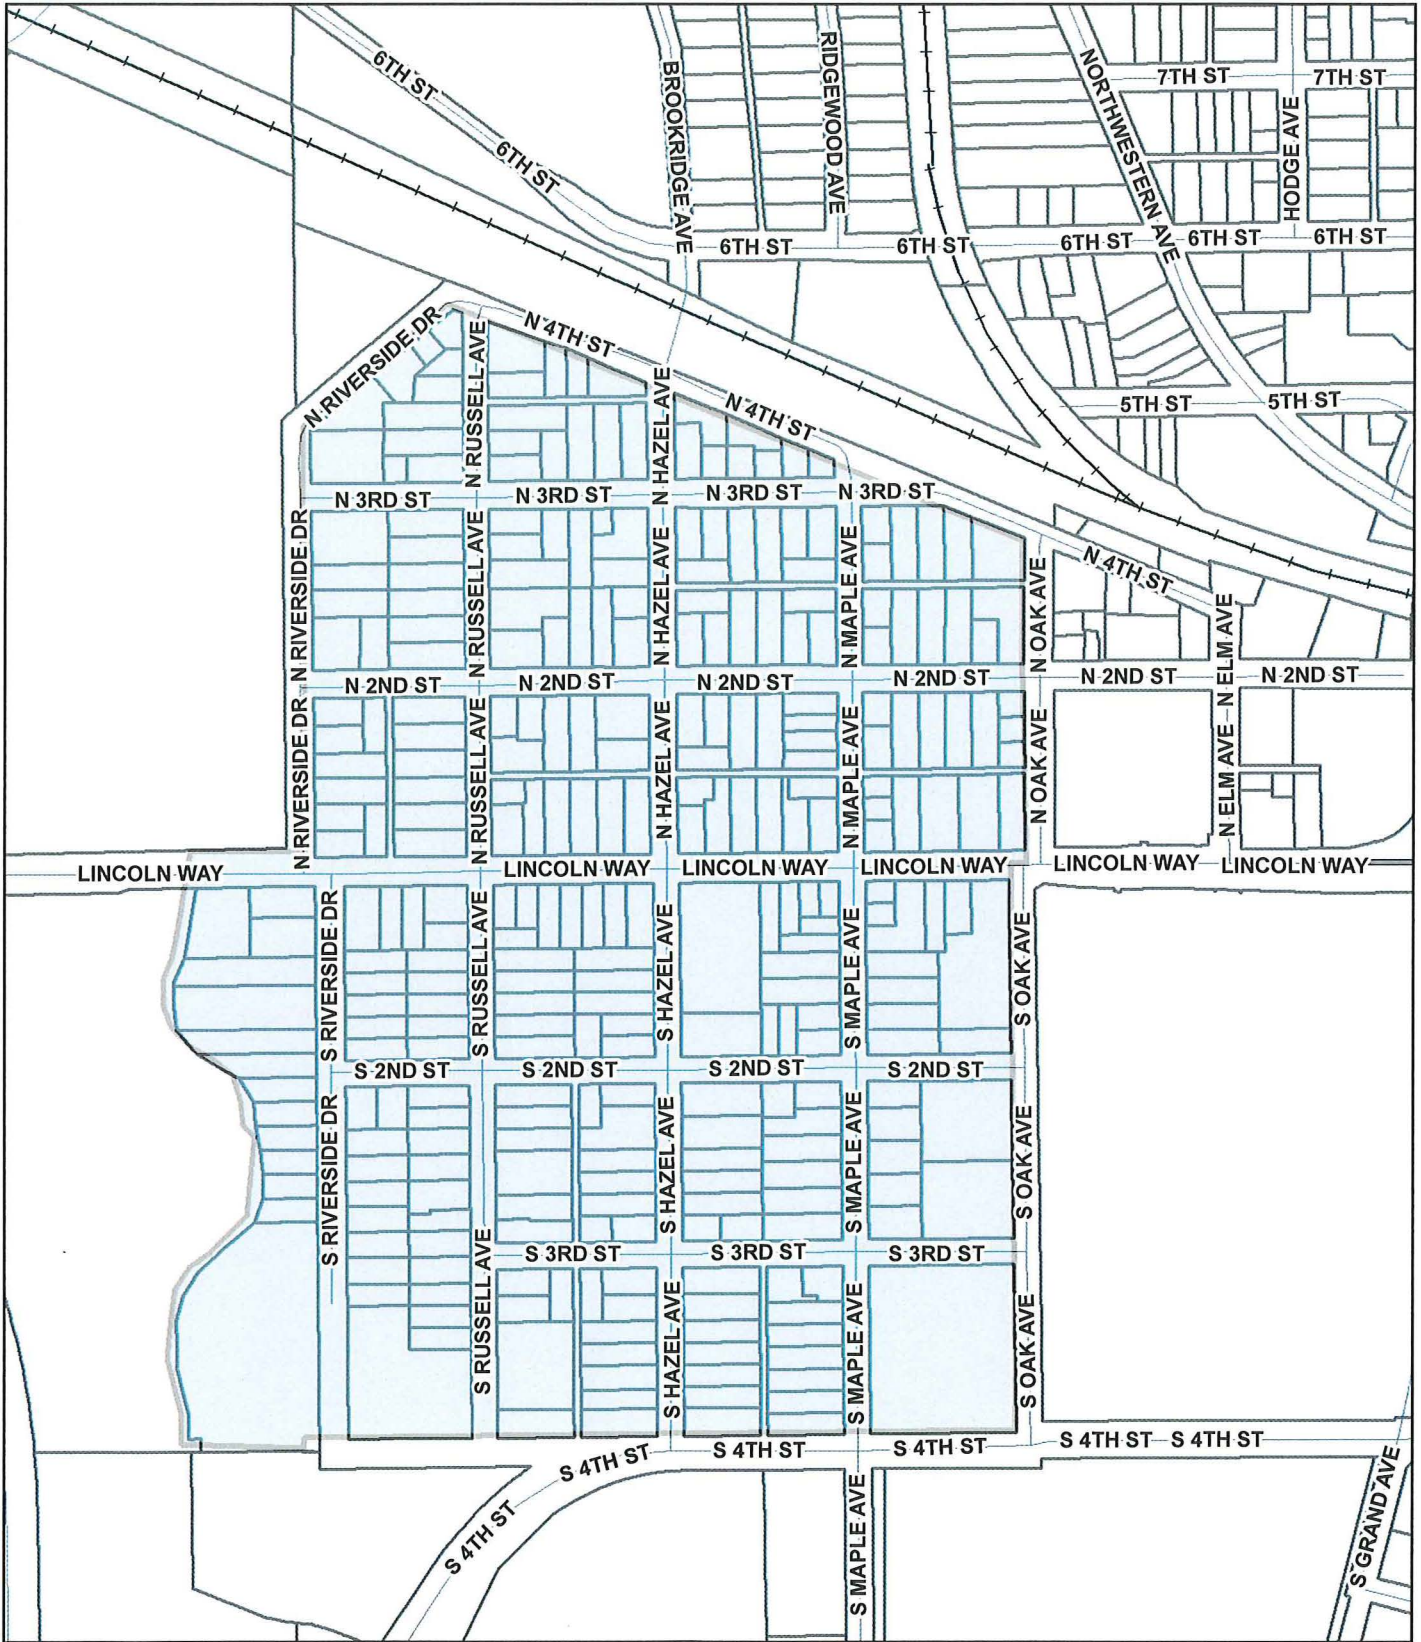 6TH ST
BROOKRIDGE AVE
RIDGEWOOD AVE
NORTHWESTERN AVE
7TH ST
7TH ST
HODGE AVE
6TH ST
6TH ST
6TH ST
6TH ST
6TH ST
6TH ST
N RIVERSIDE DR
N RUSSELL AVE
N 4TH ST
N HAZEL AVE
N 4TH ST
5TH ST
5TH ST
N 3RD ST
N 3RD ST
N 3RD ST
N 3RD ST
N RIVERSIDE DR
N RUSSELL AVE
N HAZEL AVE
N MAPLE AVE
N OAK AVE
N 4TH ST
N ELM AVE
N 2ND ST
N 2ND ST
N 2ND ST
N 2ND ST
N 2ND ST
N 2ND ST
N RIVERSIDE DR
N RUSSELL AVE
N HAZEL AVE
N MAPLE AVE
N OAK AVE
N ELM AVE
LINCOLN WAY
LINCOLN WAY
LINCOLN WAY
LINCOLN WAY
LINCOLN WAY
LINCOLN WAY
S RIVERSIDE DR
S RUSSELL AVE
S HAZEL AVE
S MAPLE AVE
S OAK AVE
S 2ND ST
S 2ND ST
S 2ND ST
S 2ND ST
S RIVERSIDE DR
S HAZEL AVE
S MAPLE AVE
S OAK AVE
S RUSSELL AVE
S 3RD ST
S 3RD ST
S 3RD ST
S HAZEL AVE
S MAPLE AVE
S OAK AVE
S 4TH ST
S 4TH ST
S 4TH ST
S 4TH ST
S 4TH ST
S 4TH ST
S MAPLE AVE
S GRAND AVE